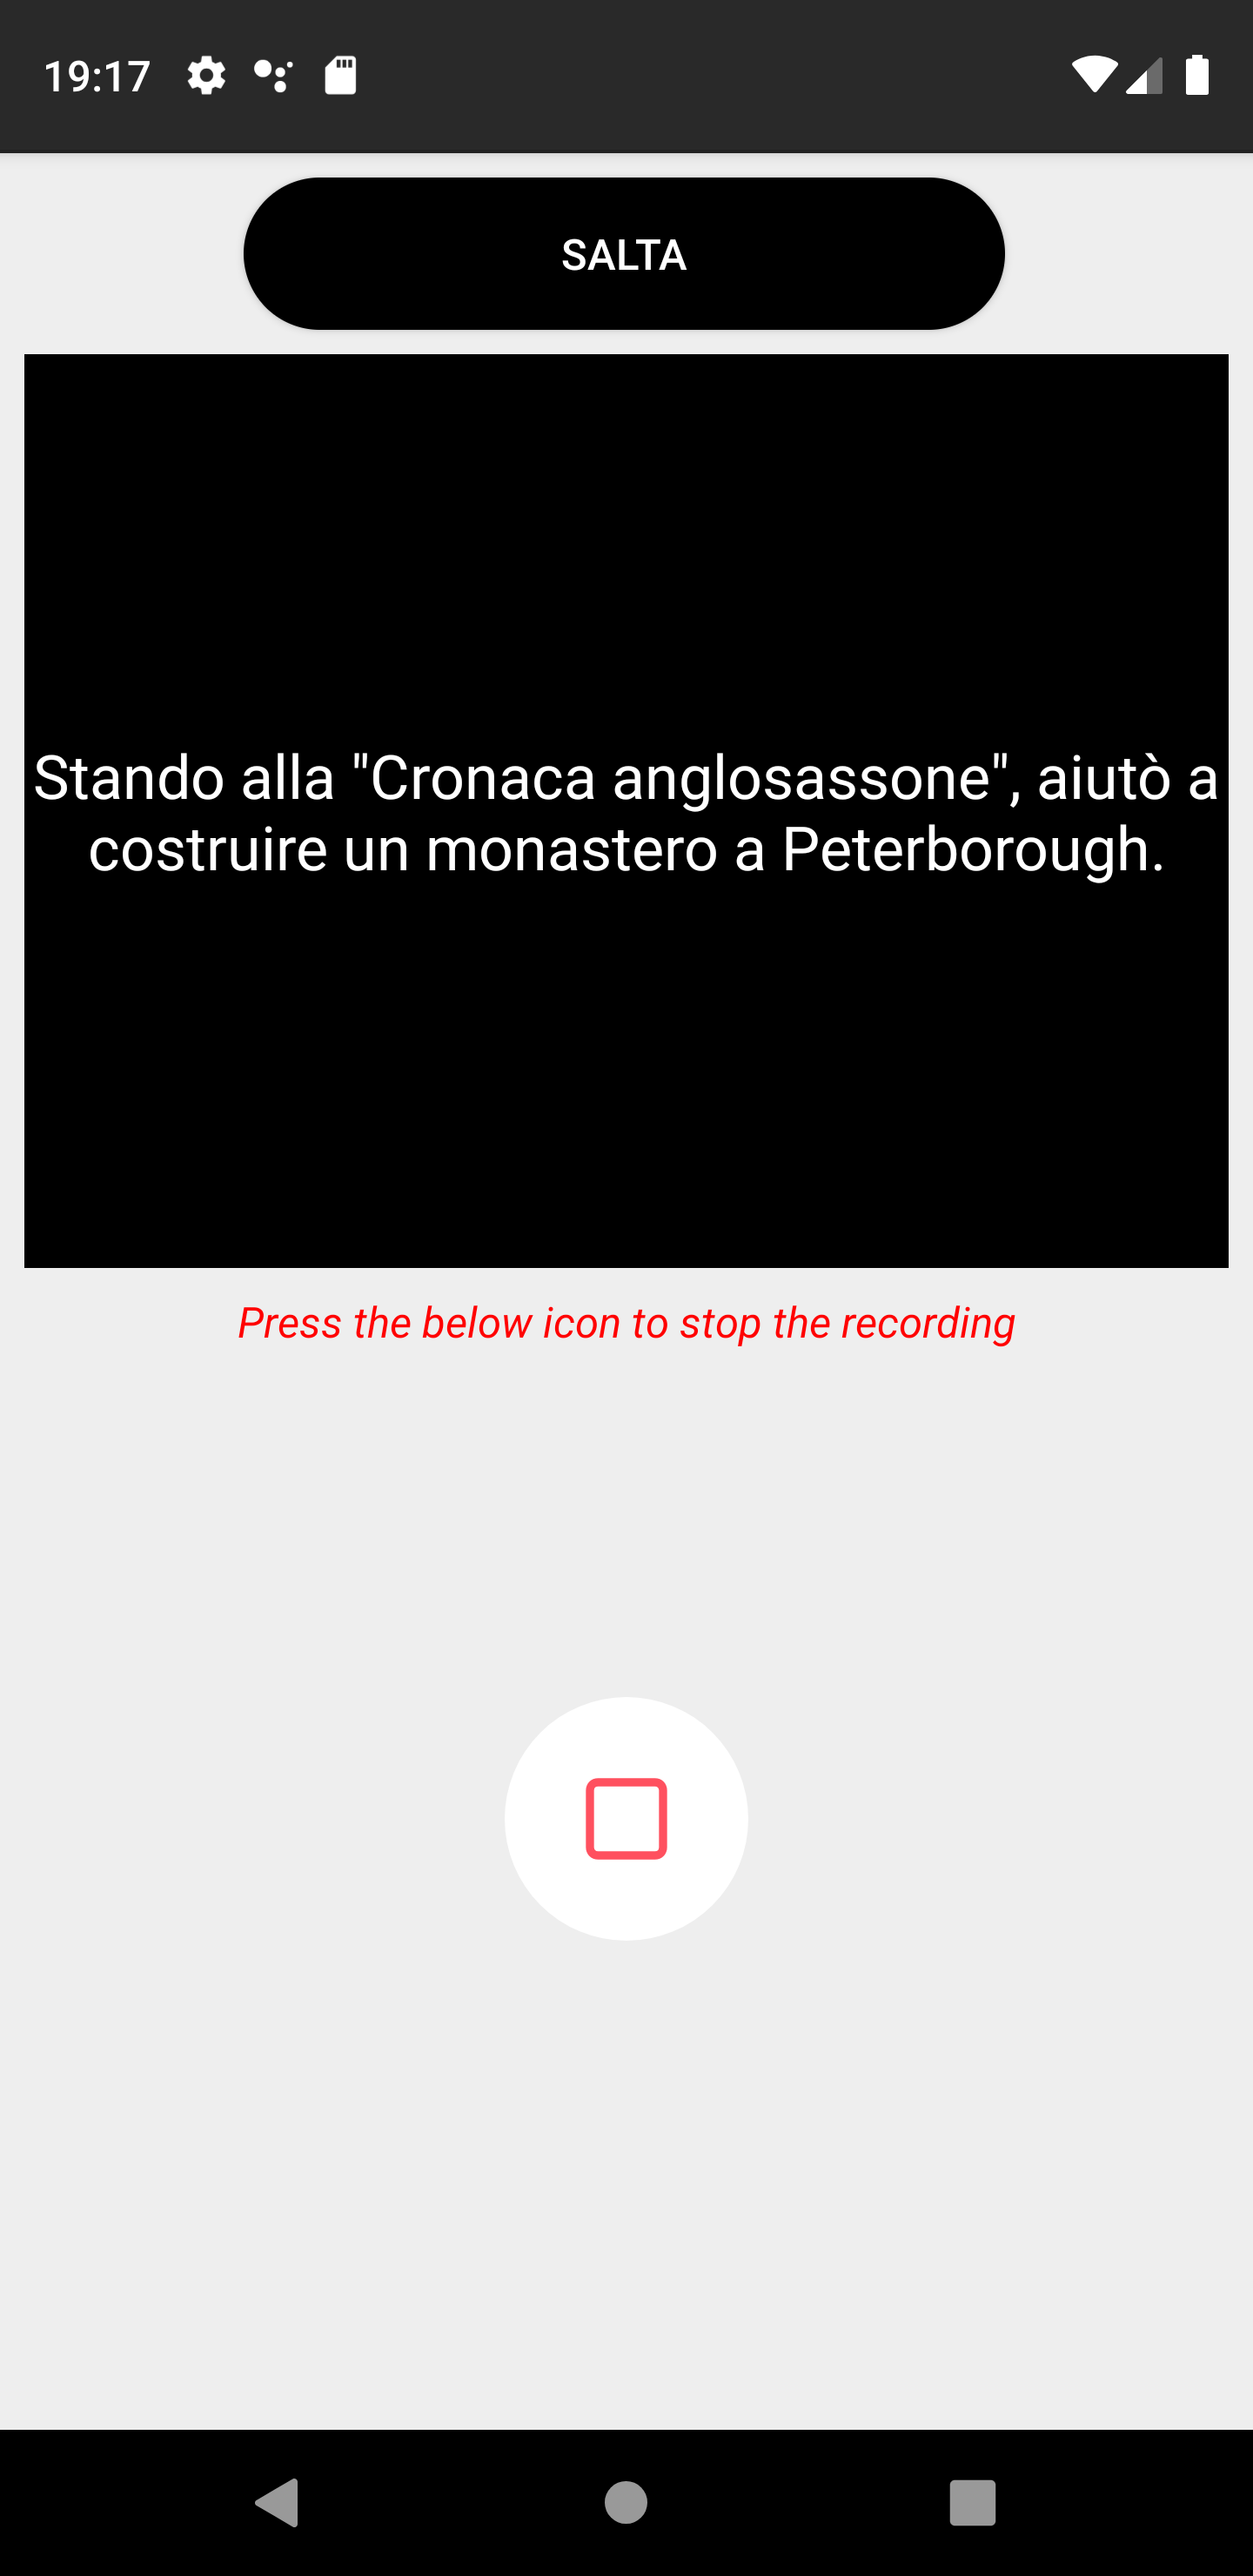 19:17
SALTA
Stando alla "Cronaca anglosassone", aiutò a
costruire un monastero a Peterborough.
Press the below icon to stop the recording